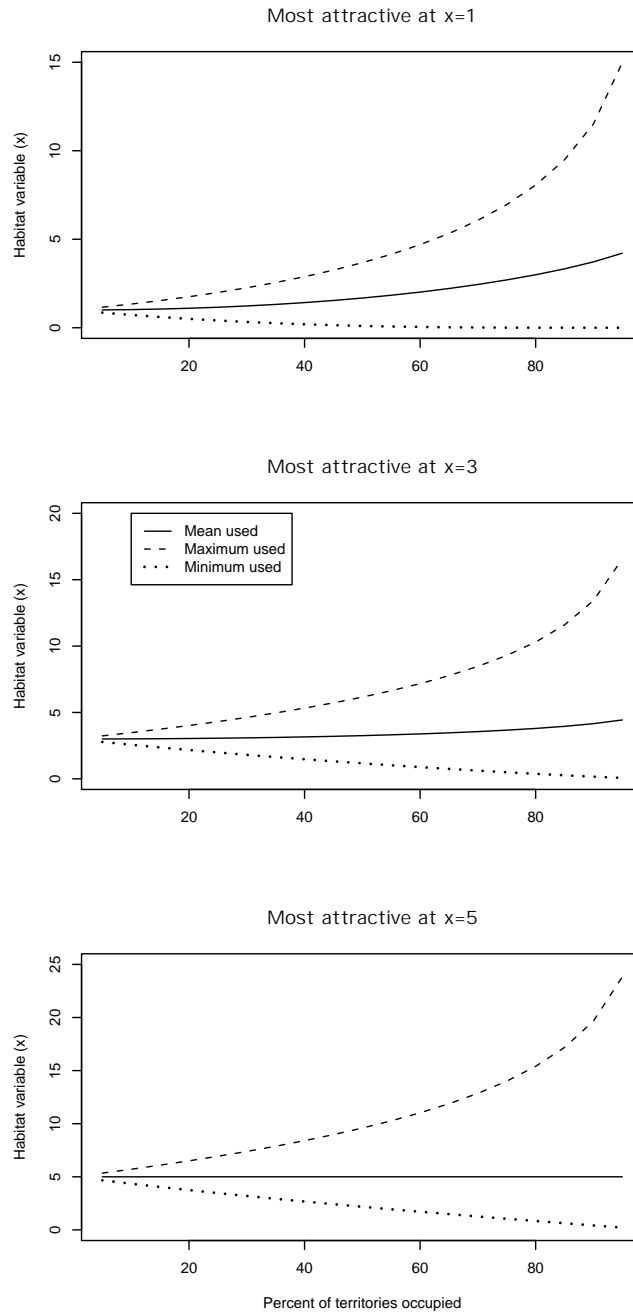 Most attractive at x=1
15
10
5
0
Habitat variable (x)
20 40 60 80
Most attractive at x=3
20
15
10
5
0
Habitat variable (x)
Mean used
Maximum used
Minimum used
20 40 60 80
Most attractive at x=5
25
20
15
10
5
0
Habitat variable (x)
20 40 60 80
Percent of territories occupied